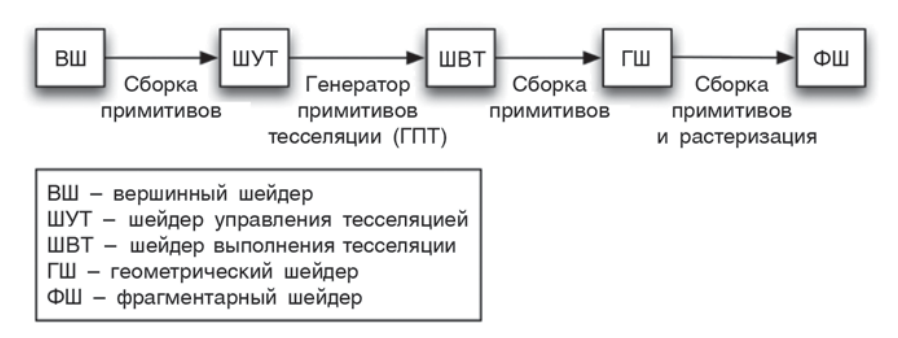 ВШ
ШУТ
ШВТ
ГШ
ФШ
Сборка
примитивов
Генератор
примитивов
тесселяции (ГПТ)
Сборка
примитивов
Сборка
примитивов
и растеризация
ВШ – вершинный шейдер
ШУТ – шейдер управления тесселяцией
ШВТ – шейдер выполнения тесселяции
ГШ – геометрический шейдер
ФШ – фрагментарный шейдер